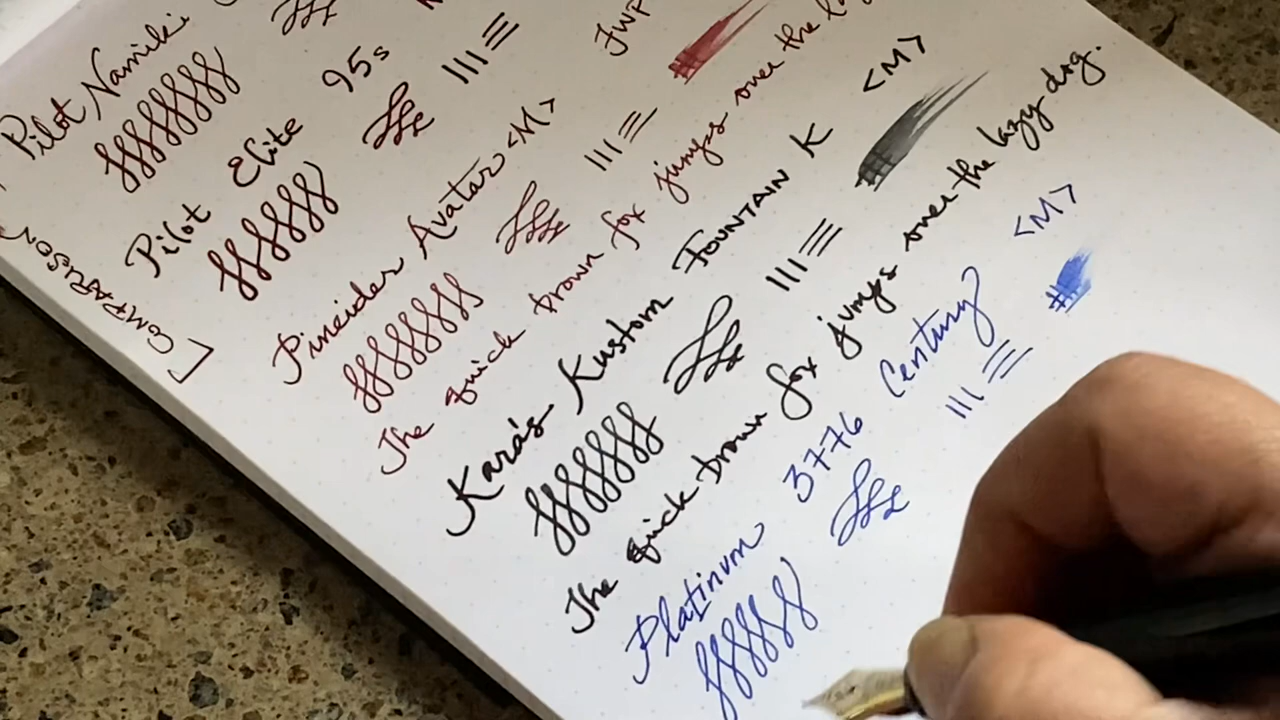 Pilot Namiki
Pilot Elite 95s
COMPARISON
Pineider Avatar <M>
The quick brown fox jumps over the
Kara's Kustom FOUNTAIN K <M>
The quick brown fox jumps over the lazy dog.
Platinum 3776 Century <M>